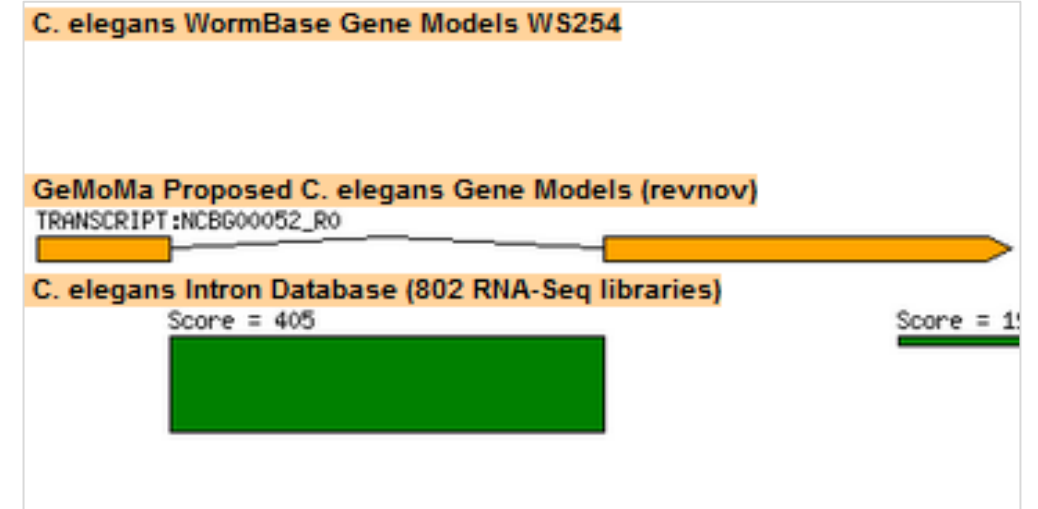 C. elegans WormBase Gene Models WS254
GeMoMa Proposed C. elegans Gene Models (revnov)
TRANSCRIPT:NCBG00052_R0
C. elegans Intron Database (802 RNA-Seq libraries)
Score = 405
Score =